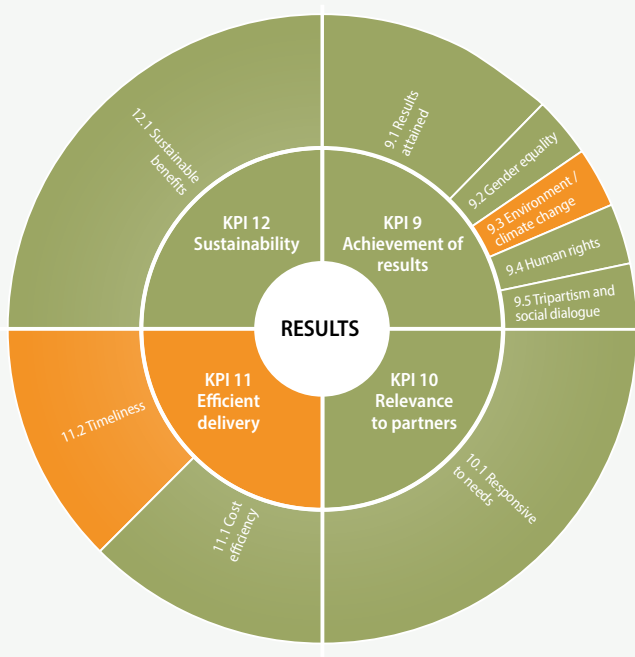 RESULTS
KPI 9
Achievement of
results
9.1 Results
attained
9.2 Gender equality
9.3 Environment /
climate change
9.4 Human rights
9.5 Tripartism and
social dialogue
KPI 10
Relevance
to partners
10.1 Responsive
to needs
KPI 11
Efficient
delivery
11.1 Cost
efficiency
11.2 Timeliness
KPI 12
Sustainability
12.1 Sustainable
benefits